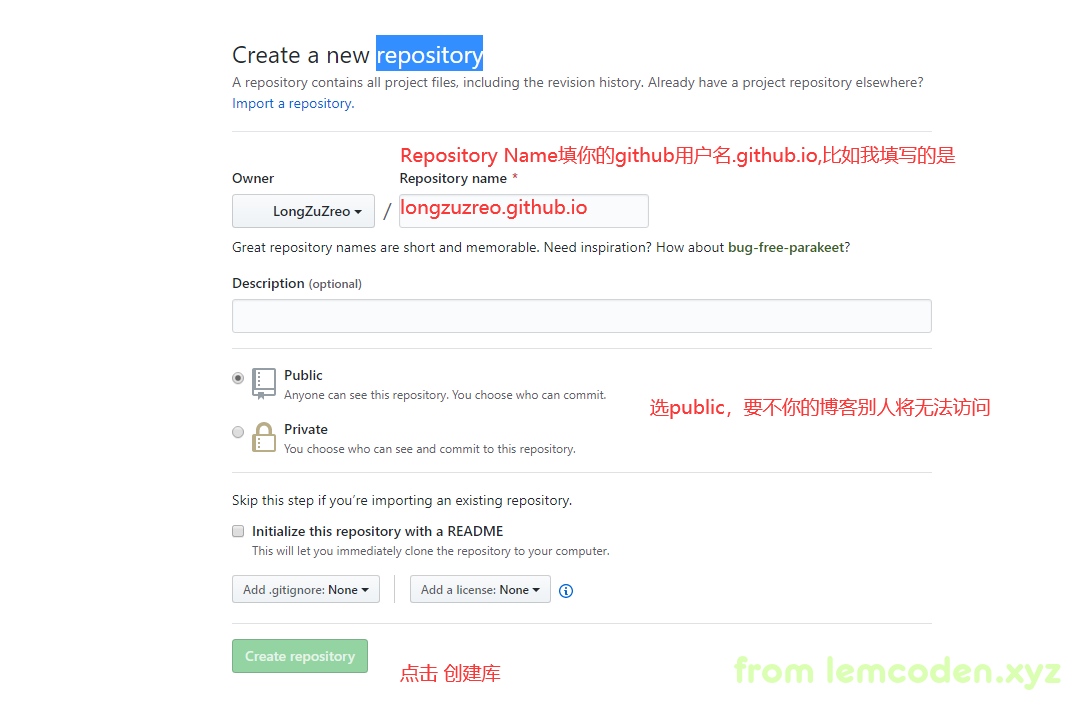 Create a new repository
A repository contains all project files, including the revision history. Already have a project repository elsewhere?
Import a repository.
Repository Name填你的github用户名.github.io,比如我填写的是
Owner
Repository name *
LongZuZreo
/
longzuzreo.github.io
Great repository names are short and memorable. Need inspiration? How about bug-free-parakeet?
Description (optional)
Public
Anyone can see this repository. You choose who can commit.
选public，要不你的博客别人将无法访问
Private
You choose who can see and commit to this repository.
Skip this step if you’re importing an existing repository.
Initialize this repository with a README
This will let you immediately clone the repository to your computer.
Add .gitignore: None
Add a license: None
Create repository
点击 创建库
from lemcoden.xyz